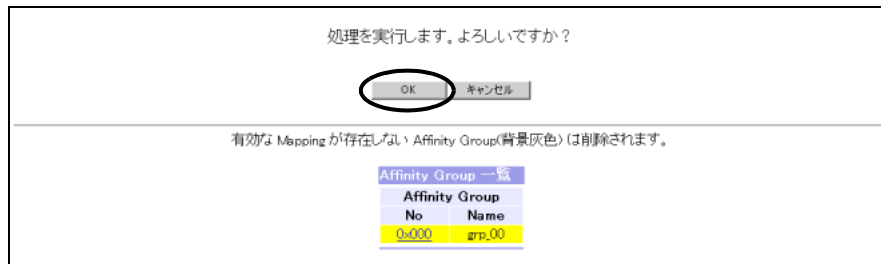 処理を実行します。よろしいですか？
OK キャンセル
有効な Mapping が存在しない Affinity Group(背景灰色) は削除されます。
Affinity Group 一覧
Affinity Group
No Name
0x000 grp_00